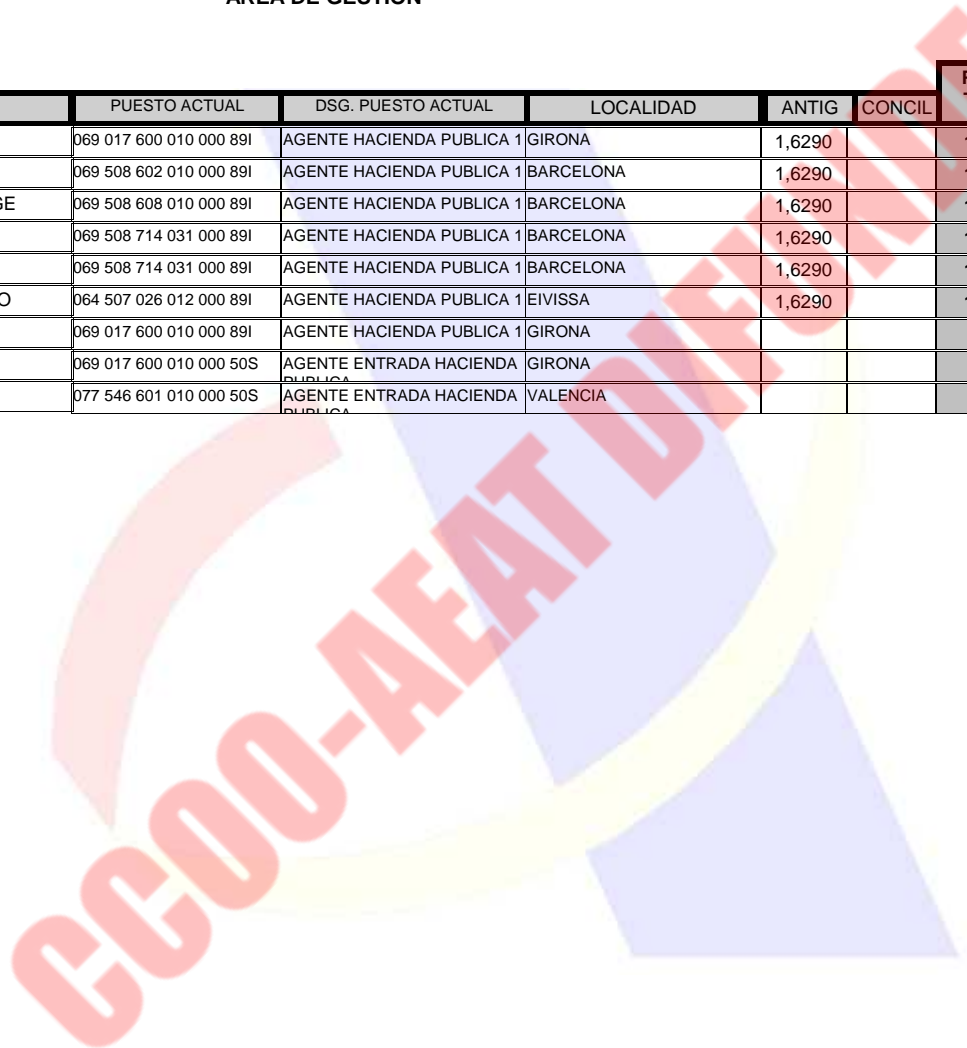 AREA DE GESTION
PUESTO ACTUAL DSG. PUESTO ACTUAL LOCALIDAD ANTIG CONCIL
069 017 600 010 000 89I AGENTE HACIENDA PUBLICA 1 GIRONA 1,6290
069 508 602 010 000 89I AGENTE HACIENDA PUBLICA 1 BARCELONA 1,6290
GE 069 508 608 010 000 89I AGENTE HACIENDA PUBLICA 1 BARCELONA 1,6290
069 508 714 031 000 89I AGENTE HACIENDA PUBLICA 1 BARCELONA 1,6290
069 508 714 031 000 89I AGENTE HACIENDA PUBLICA 1 BARCELONA 1,6290
O 064 507 026 012 000 89I AGENTE HACIENDA PUBLICA 1 EIVISSA 1,6290
069 017 600 010 000 89I AGENTE HACIENDA PUBLICA 1 GIRONA
069 017 600 010 000 50S AGENTE ENTRADA HACIENDA GIRONA
PUBLICA
077 546 601 010 000 50S AGENTE ENTRADA HACIENDA VALENCIA
PUBLICA
CCOO-AEAT